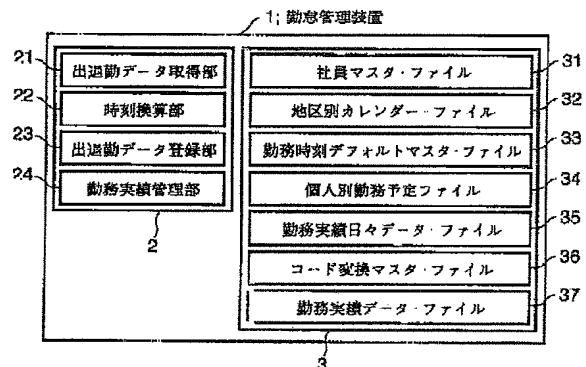 1; 勤怠管理装置
21
出退勤データ取得部
22
時刻換算部
23
出退勤データ登録部
24
勤務実績管理部
2
社員マスタ・ファイル
31
地区別カレンダー・ファイル
32
勤務時刻デフォルトマスタ・ファイル
33
個人別勤務予定ファイル
34
勤務実績日々データ・ファイル
35
コード変換マスタ・ファイル
36
勤務実績データ・ファイル
37
3